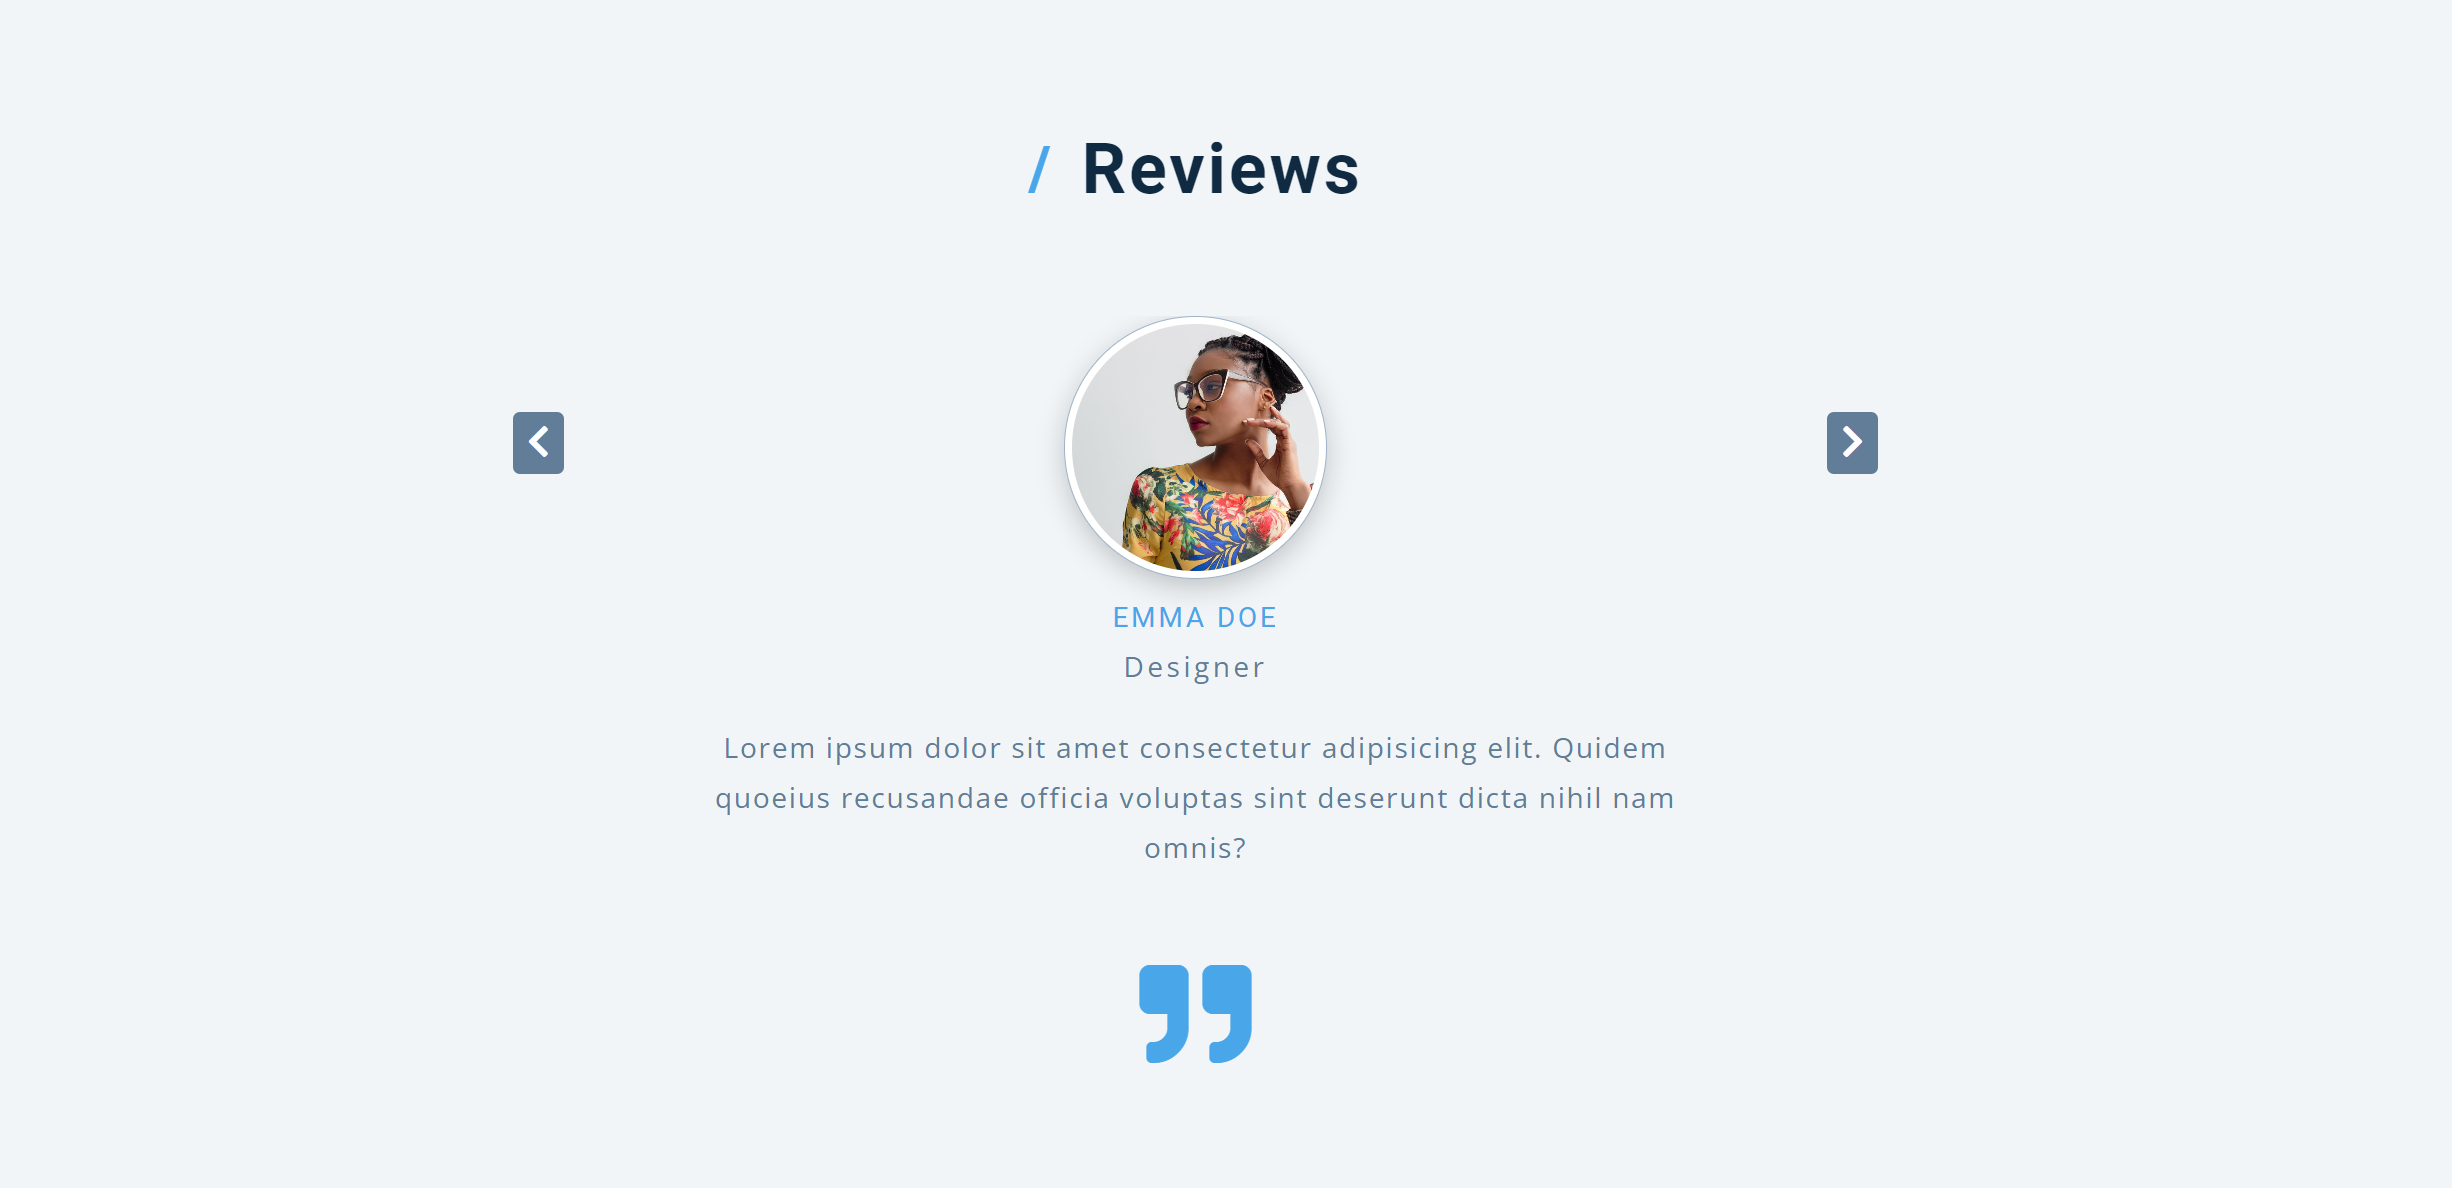 / Reviews
EMMA DOE
Designer
Lorem ipsum dolor sit amet consectetur adipisicing elit. Quidem
quoeius recusandae officia voluptas sint deserunt dicta nihil nam
omnis?